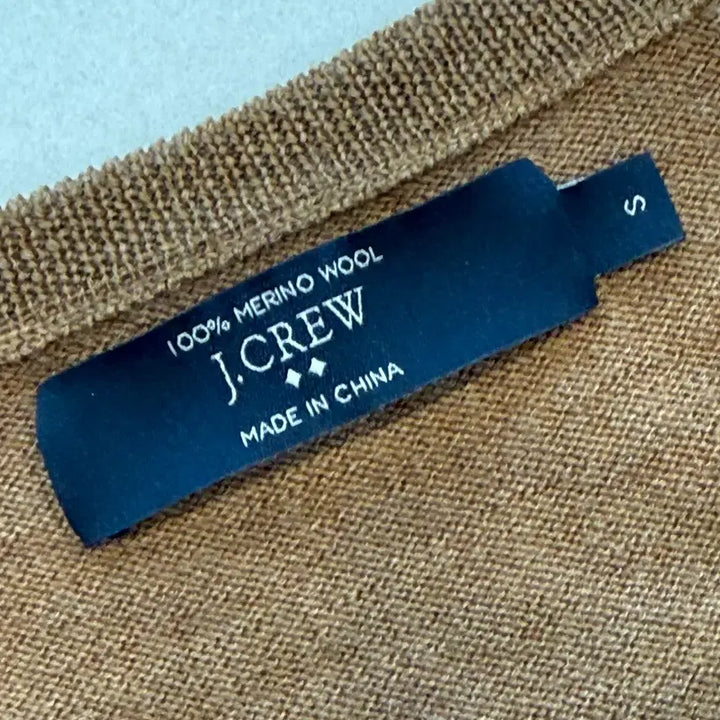 100% MERINO WOOL
J.CREW
MADE IN CHINA
S